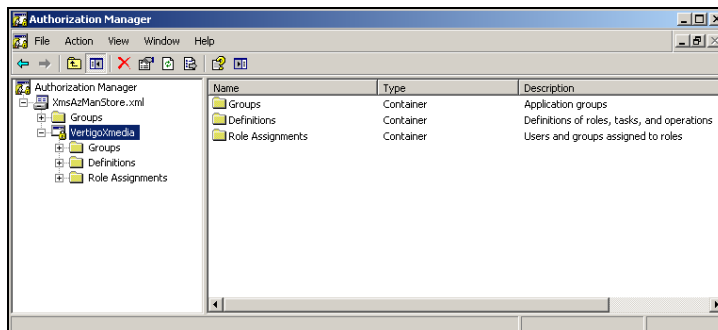 Authorization Manager
File Action View Window Help
Authorization Manager
XmsAzManStore.xml
Groups
VertigoXmedia
Groups
Definitions
Role Assignments
Name Type Description
Groups Container Application groups
Definitions Container Definitions of roles, tasks, and operations
Role Assignments Container Users and groups assigned to roles